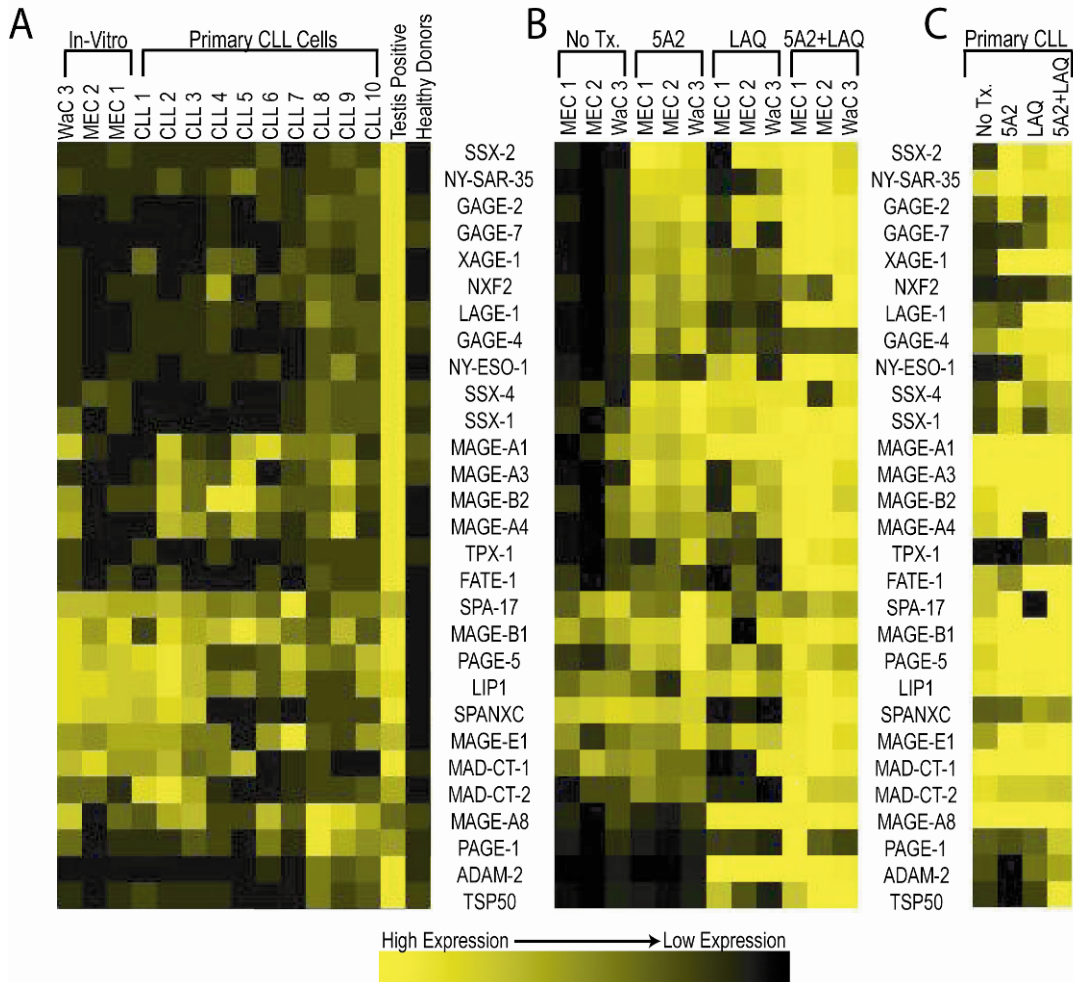 A
In-Vitro
Primary CLL Cells
WaC 3
MEC 2
MEC 1
CLL 1
CLL 2
CLL 3
CLL 4
CLL 5
CLL 6
CLL 7
CLL 8
CLL 9
CLL 10
Testis Positive
Healthy Donors
B
No Tx.
5A2
LAQ
5A2+LAQ
MEC 1
MEC 2
WaC 3
MEC 1
MEC 2
WaC 3
MEC 1
MEC 2
WaC 3
MEC 1
MEC 2
WaC 3
C
Primary CLL
No Tx.
5A2
LAQ
5A2+LAQ
SSX-2
NY-SAR-35
GAGE-2
GAGE-7
XAGE-1
NXF2
LAGE-1
GAGE-4
NY-ESO-1
SSX-4
SSX-1
MAGE-A1
MAGE-A3
MAGE-B2
MAGE-A4
TPX-1
FATE-1
SPA-17
MAGE-B1
PAGE-5
LIP1
SPANXC
MAGE-E1
MAD-CT-1
MAD-CT-2
MAGE-A8
PAGE-1
ADAM-2
TSP50
SSX-2
NY-SAR-35
GAGE-2
GAGE-7
XAGE-1
NXF2
LAGE-1
GAGE-4
NY-ESO-1
SSX-4
SSX-1
MAGE-A1
MAGE-A3
MAGE-B2
MAGE-A4
TPX-1
FATE-1
SPA-17
MAGE-B1
PAGE-5
LIP1
SPANXC
MAGE-E1
MAD-CT-1
MAD-CT-2
MAGE-A8
PAGE-1
ADAM-2
TSP50
High Expression
Low Expression